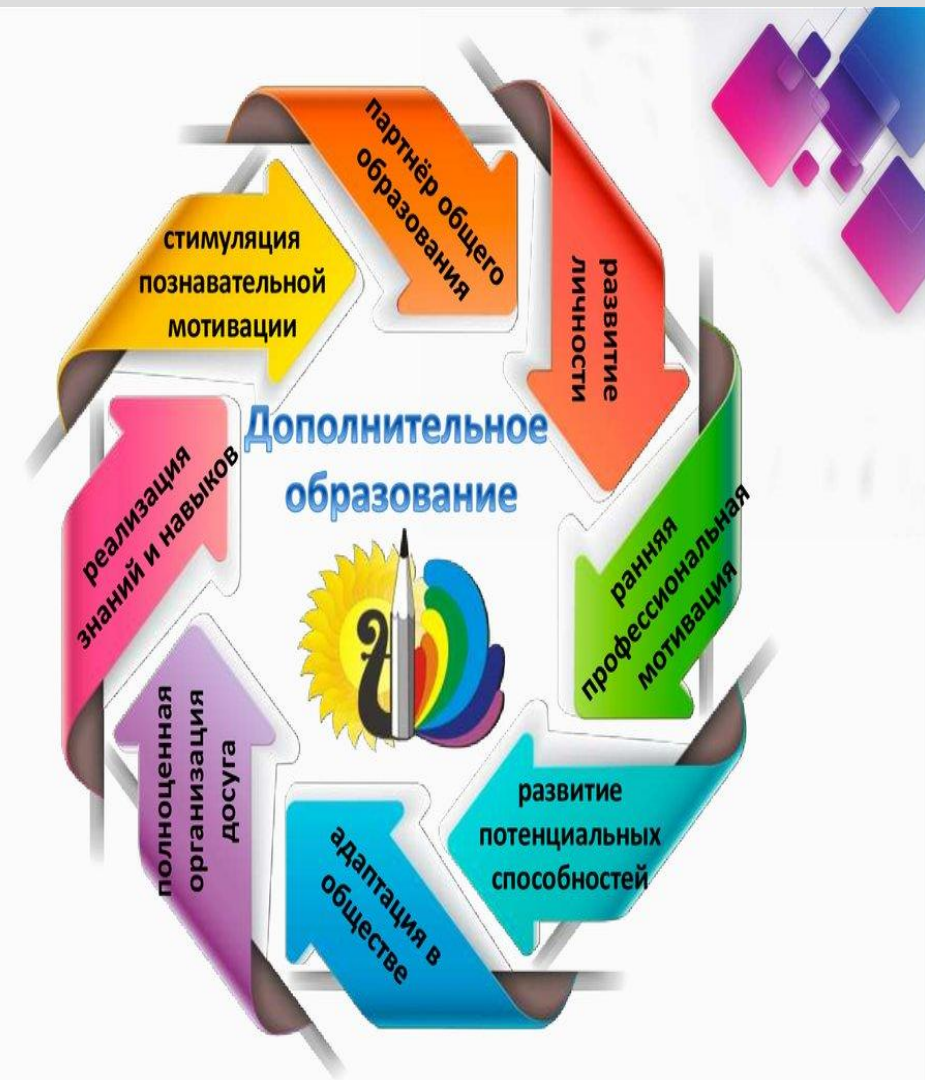 партнёр общего
образования
развитие
личности
ранняя
профессиональная
мотивация
развитие
потенциальных
способностей
адаптация в
обществе
полноценная
организация
досуга
реализация
знаний и навыков
стимуляция
познавательной
мотивации
Дополнительное
образование